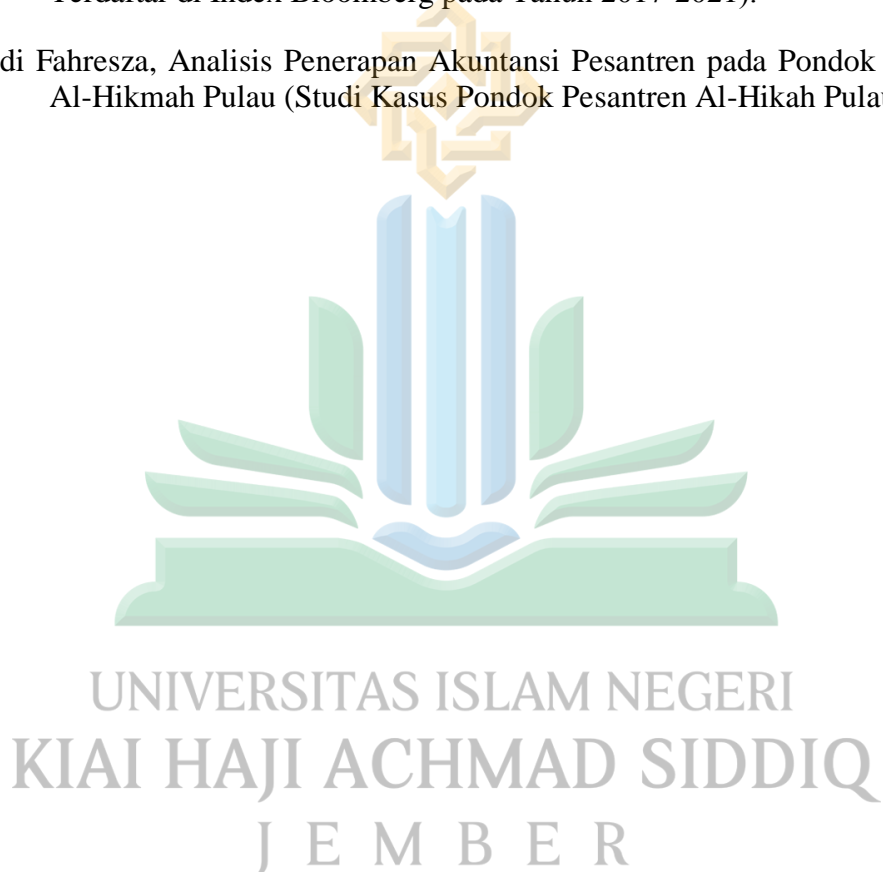 Terdaftar di Index Bloomberg pada Tahun 2017-2021).
di Fahresza, Analisis Penerapan Akuntansi Pesantren pada Pondok
Al-Hikmah Pulau (Studi Kasus Pondok Pesantren Al-Hikah Pulau
UNIVERSITAS ISLAM NEGERI
KIAI HAJI ACHMAD SIDDIQ
JEMBER